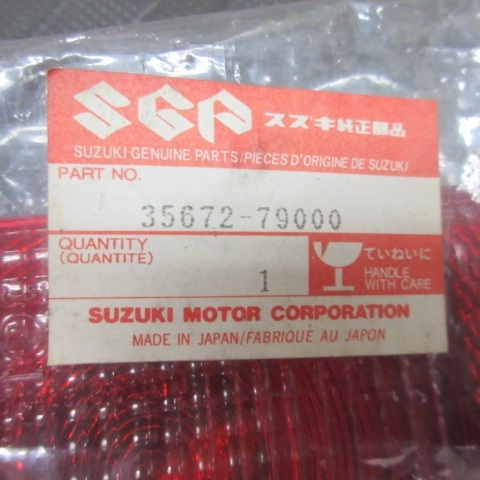 SGP スズキ純正部品
SUZUKI GENUINE PARTS/PIECES D'ORIGINE DE SUZUKI
PART NO.
35672-79000
QUANTITY
(QUANTITÉ)
1
ていねいに
HANDLE
WITH CARE
SUZUKI MOTOR CORPORATION
MADE IN JAPAN/FABRIQUÉ AU JAPON